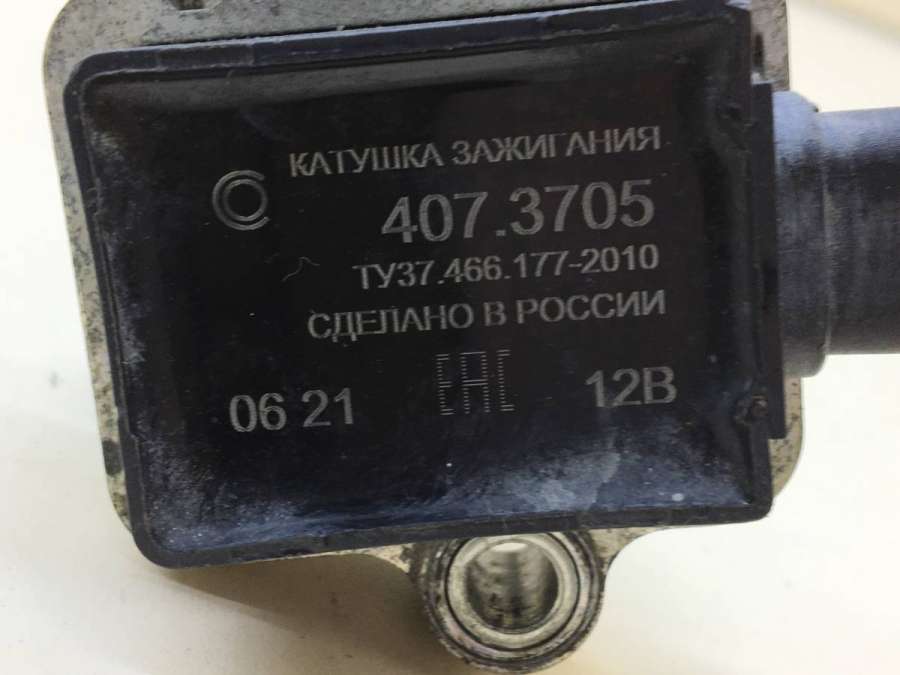 КАТУШКА ЗАЖИГАНИЯ
407.3705
ТУ37.466.177-2010
СДЕЛАНО В РОССИИ
06 21 EAC 12В